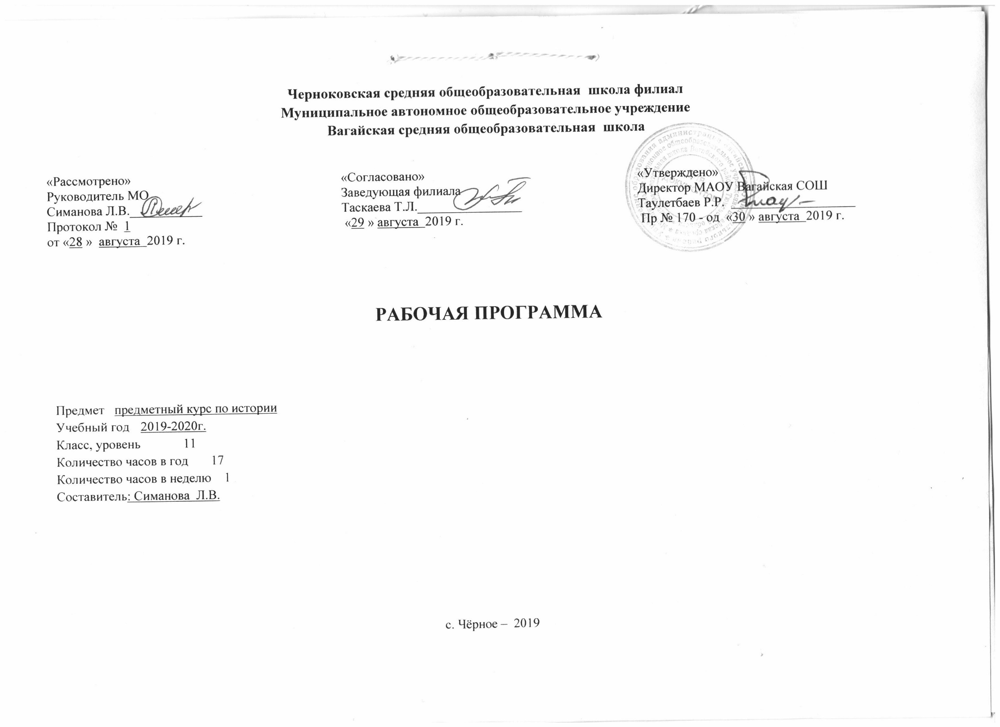 Черноковская средняя общеобразовательная школа филиал
Муниципальное автономное общеобразовательное учреждение
Вагайская средняя общеобразовательная школа
«Рассмотрено»
Руководитель МО
Симанова Л.В.
Протокол № 1
от «28 » августа 2019 г.
«Согласовано»
Заведующая филиала
Таскаева Т.Л.
«29 » августа 2019 г.
«Утверждено»
Директор МАОУ Вагайская СОШ
Таулетбаев Р.Р.
Пр № 170 - од «30 » августа 2019 г.
РАБОЧАЯ ПРОГРАММА
Предмет предметный курс по истории
Учебный год 2019-2020г.
Класс, уровень 11
Количество часов в год 17
Количество часов в неделю 1
Составитель: Симанова Л.В.
с. Чёрное – 2019